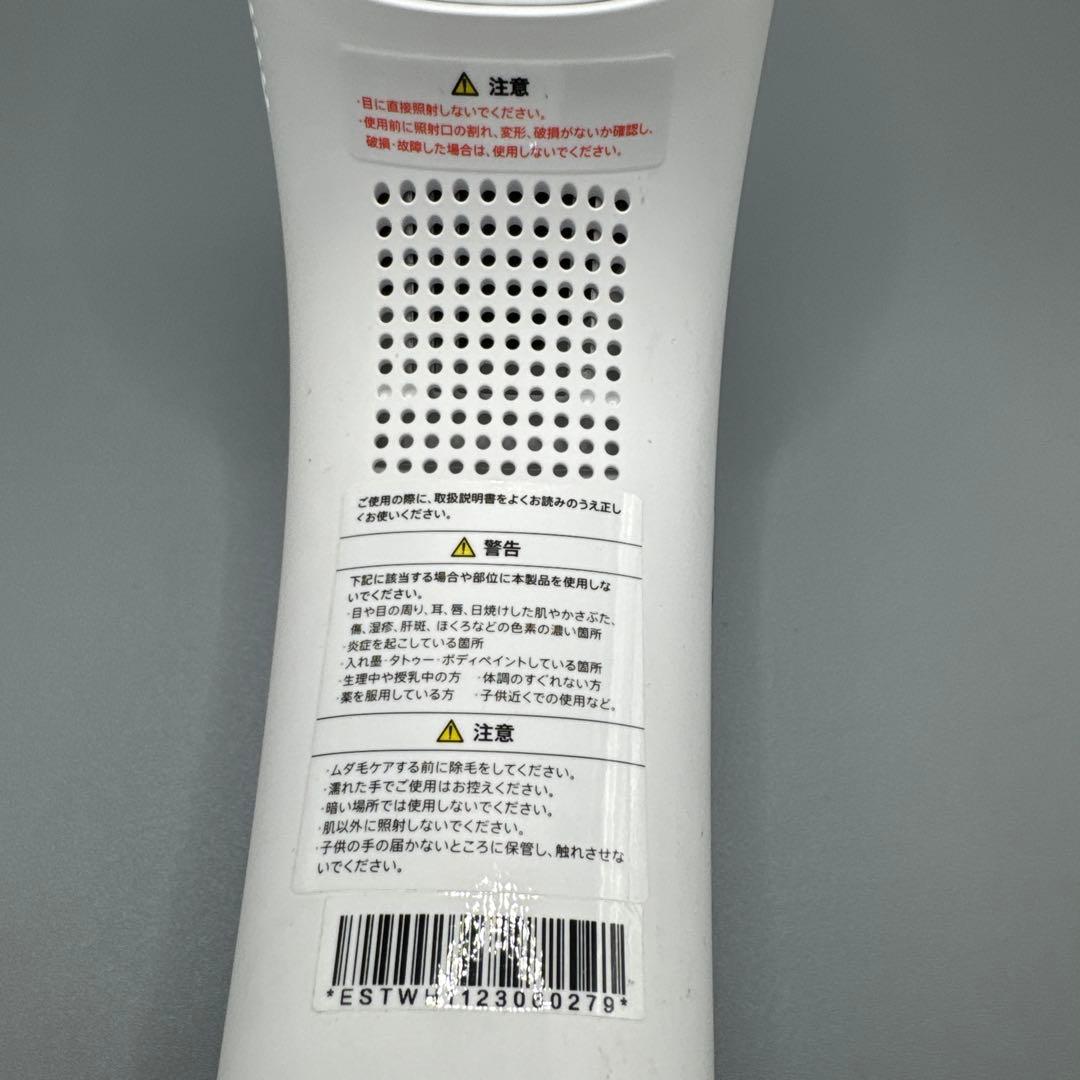 注意
・目に直接照射しないでください。
・使用前に照射口の割れ、変形、破損がないか確認し、
破損・故障した場合は、使用しないでください。
ご使用の際に、取扱説明書をよくお読みのうえ正し
くお使いください。
警告
下記に該当する場合や部位に本製品を使用しな
いでください。
・目や目の周り、耳、唇、日焼けした肌やかさぶた、
傷、湿疹、肝斑、ほくろなどの色素の濃い箇所
・炎症を起こしている箇所
・入れ墨・タトゥー・ボディペイントしている箇所
・生理中や授乳中の方 ・体調のすぐれない方
・薬を服用している方 ・子供近くでの使用など。
注意
・ムダ毛ケアする前に除毛をしてください。
・濡れた手でご使用はお控えください。
・暗い場所では使用しないでください。
・肌以外に照射しないでください。
・子供の手の届かないところに保管し、触れさせな
いでください。